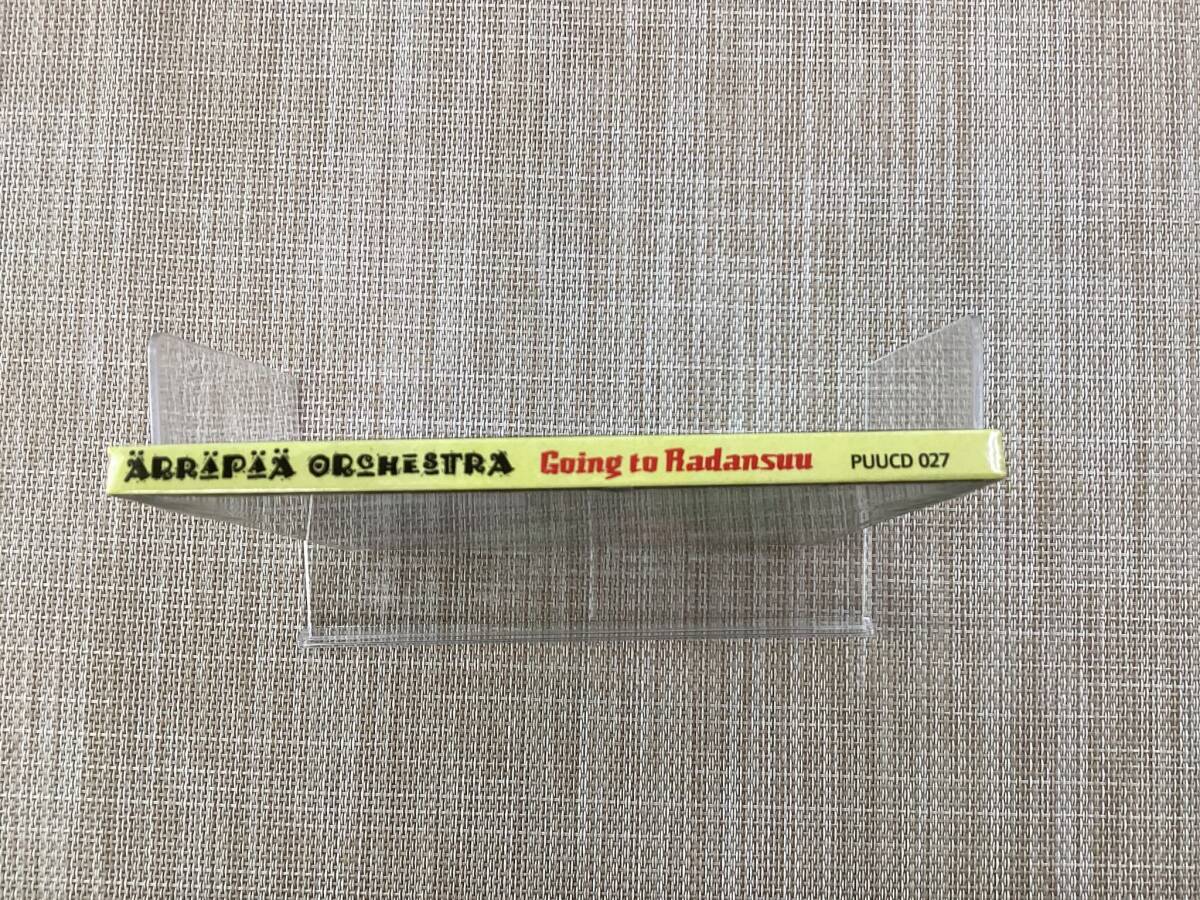 ÄRRÄPÄÄ ORCHESTRA Going to Radansuu PUUCD 027